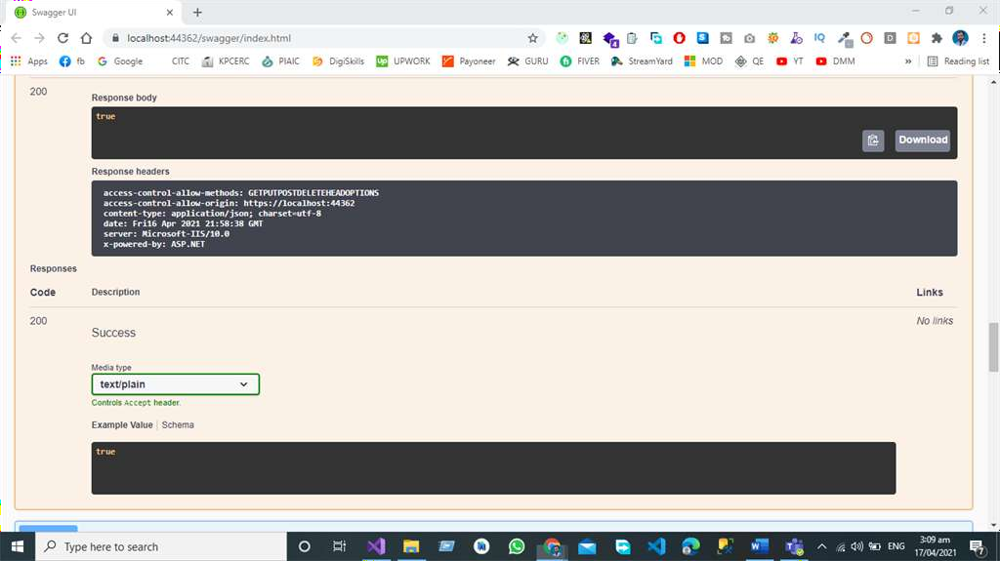 Swagger UI
localhost:44362/swagger/index.html
Apps fb Google CITC KPCERC PIAIC DigiSkills UPWORK Payoneer GURU FIVER StreamYard MOD QE YT DMM » Reading list
200
Response body
true
Download
Response headers
access-control-allow-methods: GETPUTPOSTDELETEHEADOPTIONS
access-control-allow-origin: https://localhost:44362
content-type: application/json; charset=utf-8
date: Fri16 Apr 2021 21:58:38 GMT
server: Microsoft-IIS/10.0
x-powered-by: ASP.NET
Responses
Code Description Links
200 Success No links
Media type
text/plain
Controls Accept header.
Example Value Schema
true
Type here to search
ENG
3:09 am
17/04/2021